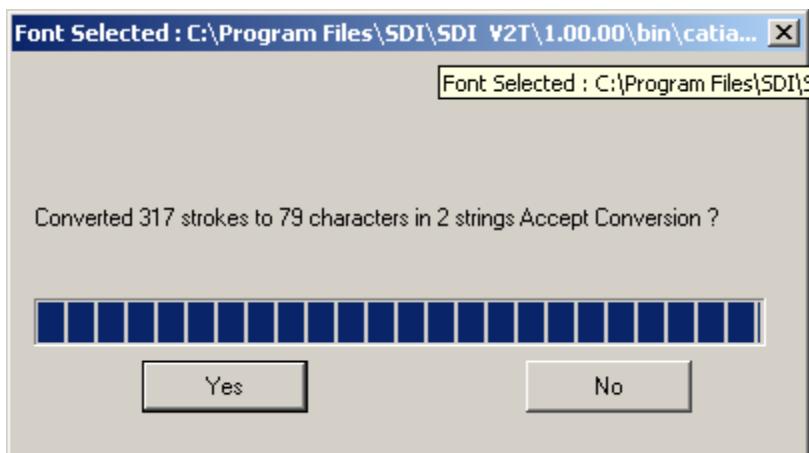 Font Selected : C:\Program Files\SDI\SDI V2T\1.00.00\bin\catia...
Font Selected : C:\Program Files\SDI\S
Converted 317 strokes to 79 characters in 2 strings Accept Conversion ?
Yes No